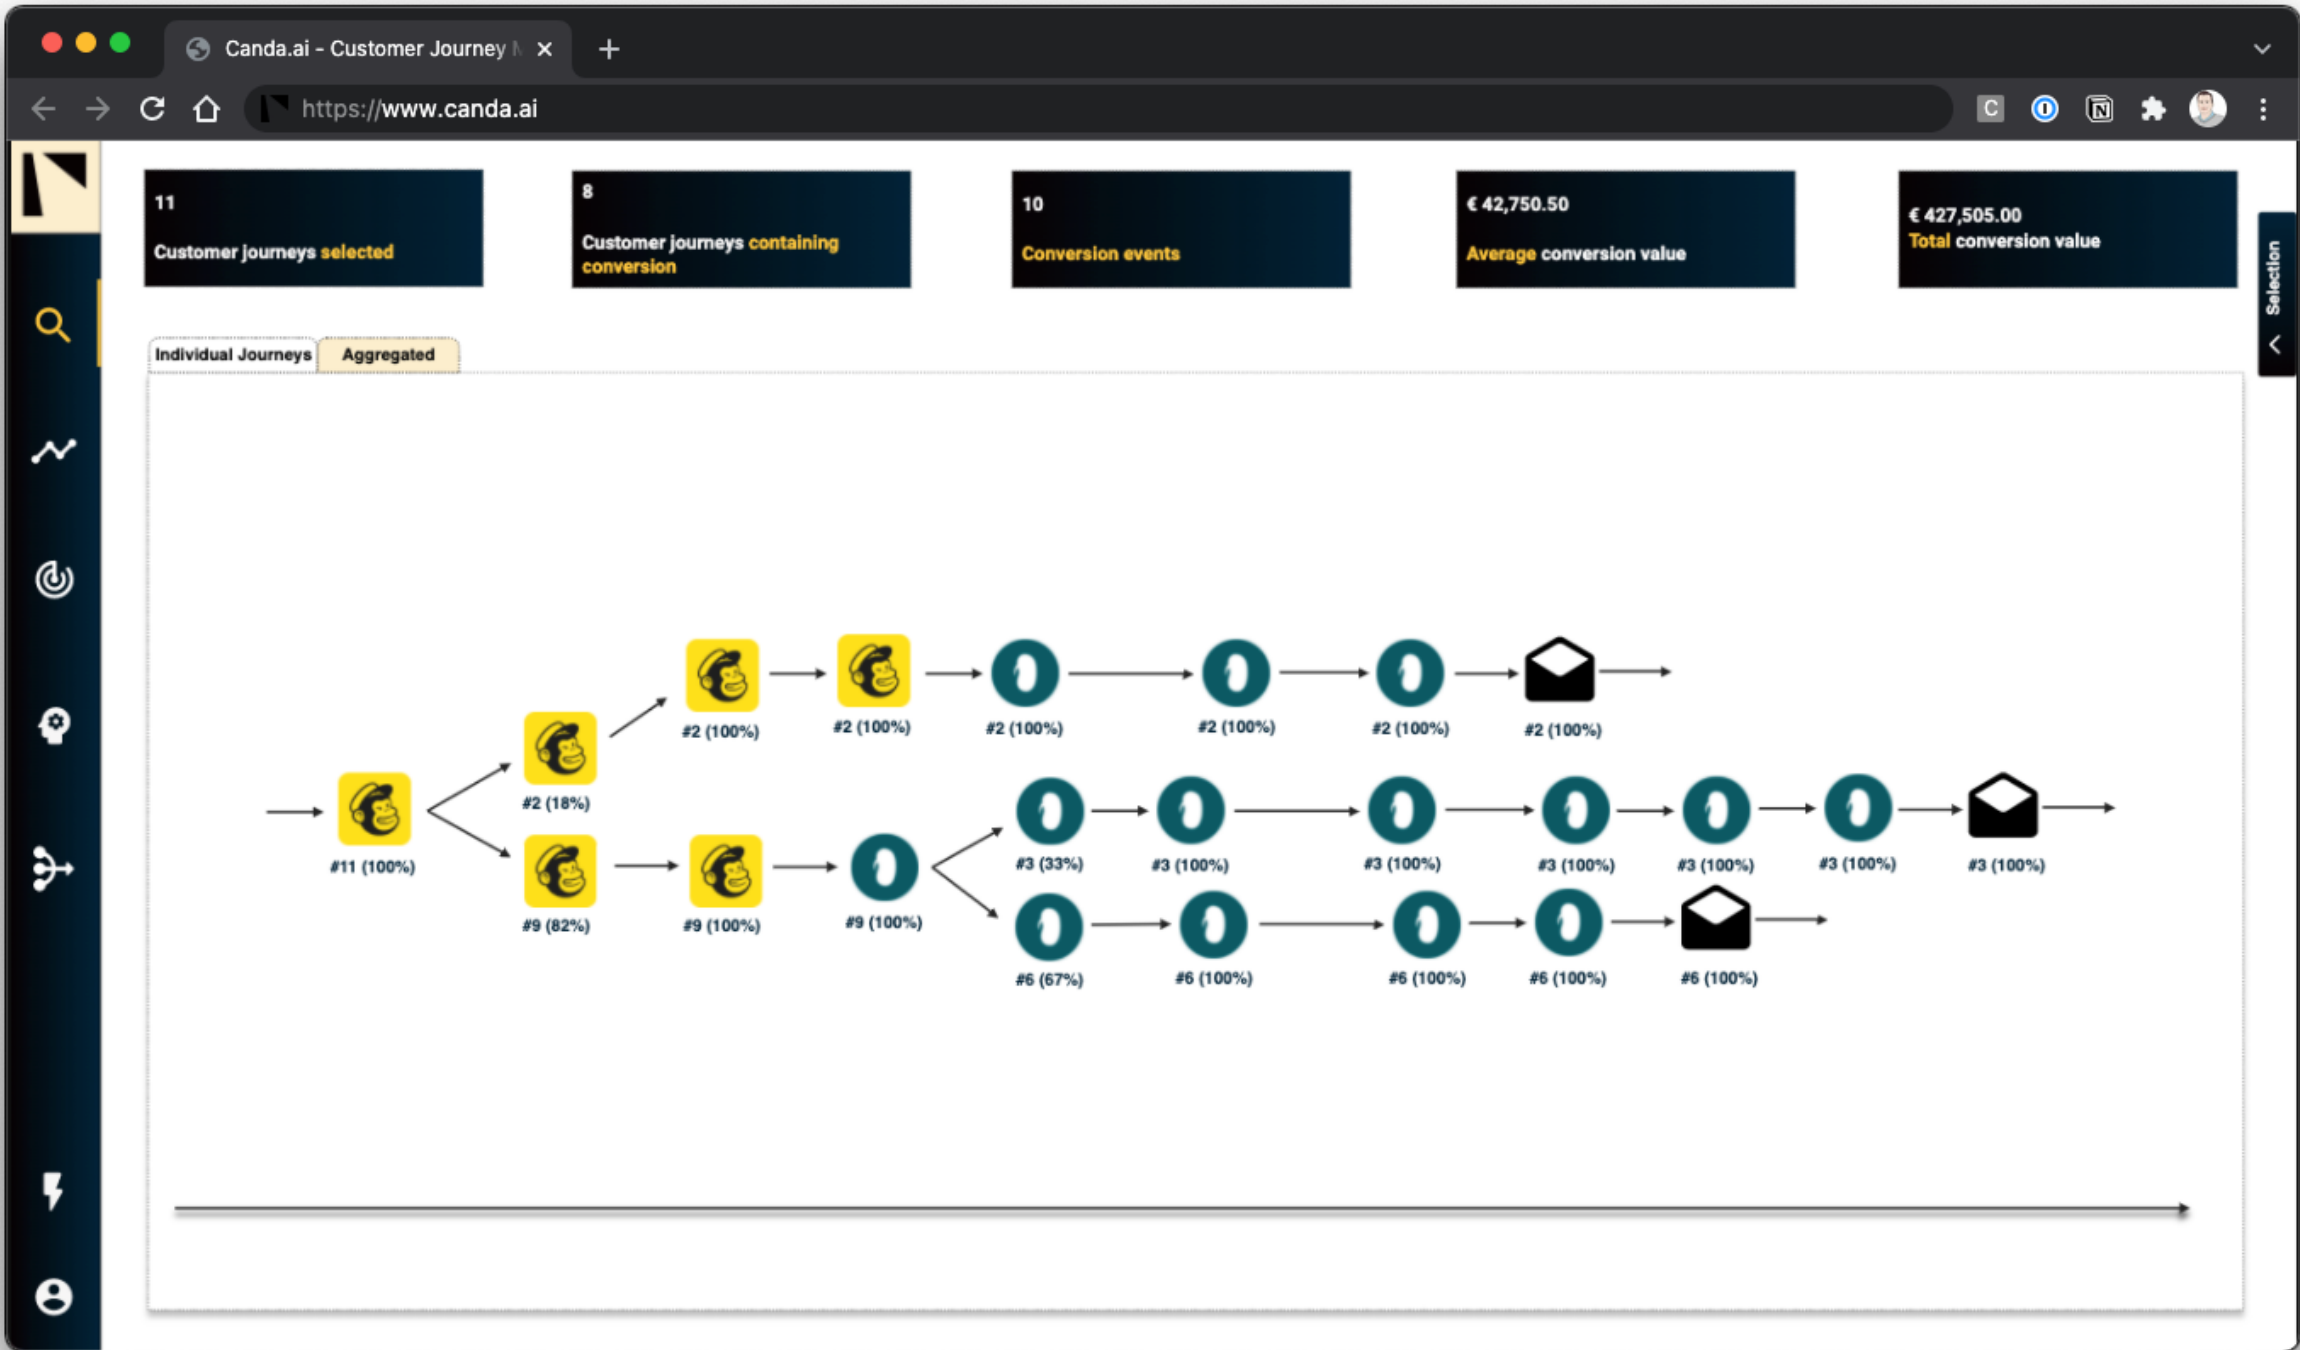 Canda.ai - Customer Journey
https://www.canda.ai
11
Customer journeys selected
8
Customer journeys containing
conversion
10
Conversion events
€ 42,750.50
Average conversion value
€ 427,505.00
Total conversion value
Selection
Individual Journeys
Aggregated
#2 (100%)
#2 (100%)
#2 (100%)
#2 (100%)
#2 (100%)
#2 (100%)
#2 (18%)
#11 (100%)
#3 (33%)
#3 (100%)
#3 (100%)
#3 (100%)
#3 (100%)
#3 (100%)
#3 (100%)
#9 (82%)
#9 (100%)
#9 (100%)
#6 (67%)
#6 (100%)
#6 (100%)
#6 (100%)
#6 (100%)